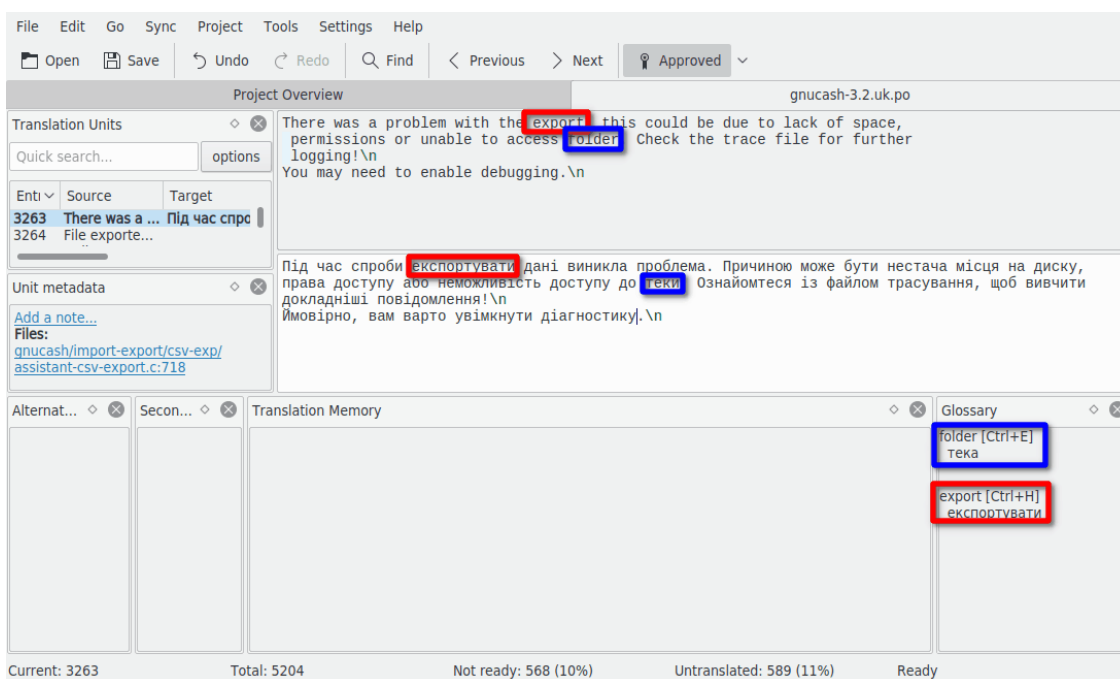 File Edit Go Sync Project Tools Settings Help
Open Save Undo Redo Find Previous Next Approved
Project Overview gnucash-3.2.uk.po
Translation Units
Quick search... options
Entı Source Target
3263 There was a ... Під час спро
3264 File exporte...
Unit metadata
Add a note...
Files:
gnucash/import-export/csv-exp/
assistant-csv-export.c:718
There was a problem with the export, this could be due to lack of space,
permissions or unable to access folder. Check the trace file for further
logging!\n
You may need to enable debugging.\n
Під час спроби експортувати дані виникла проблема. Причиною може бути нестача місця на диску,
права доступу або неможливість доступу до теки. Ознайомтеся із файлом трасування, щоб вивчити
докладніші повідомлення!\n
Ймовірно, вам варто увімкнути діагностику.\n
Alternat... Secon... Translation Memory Glossary
folder [Ctrl+E]
тека
export [Ctrl+H]
експортувати
Current: 3263 Total: 5204 Not ready: 568 (10%) Untranslated: 589 (11%) Ready